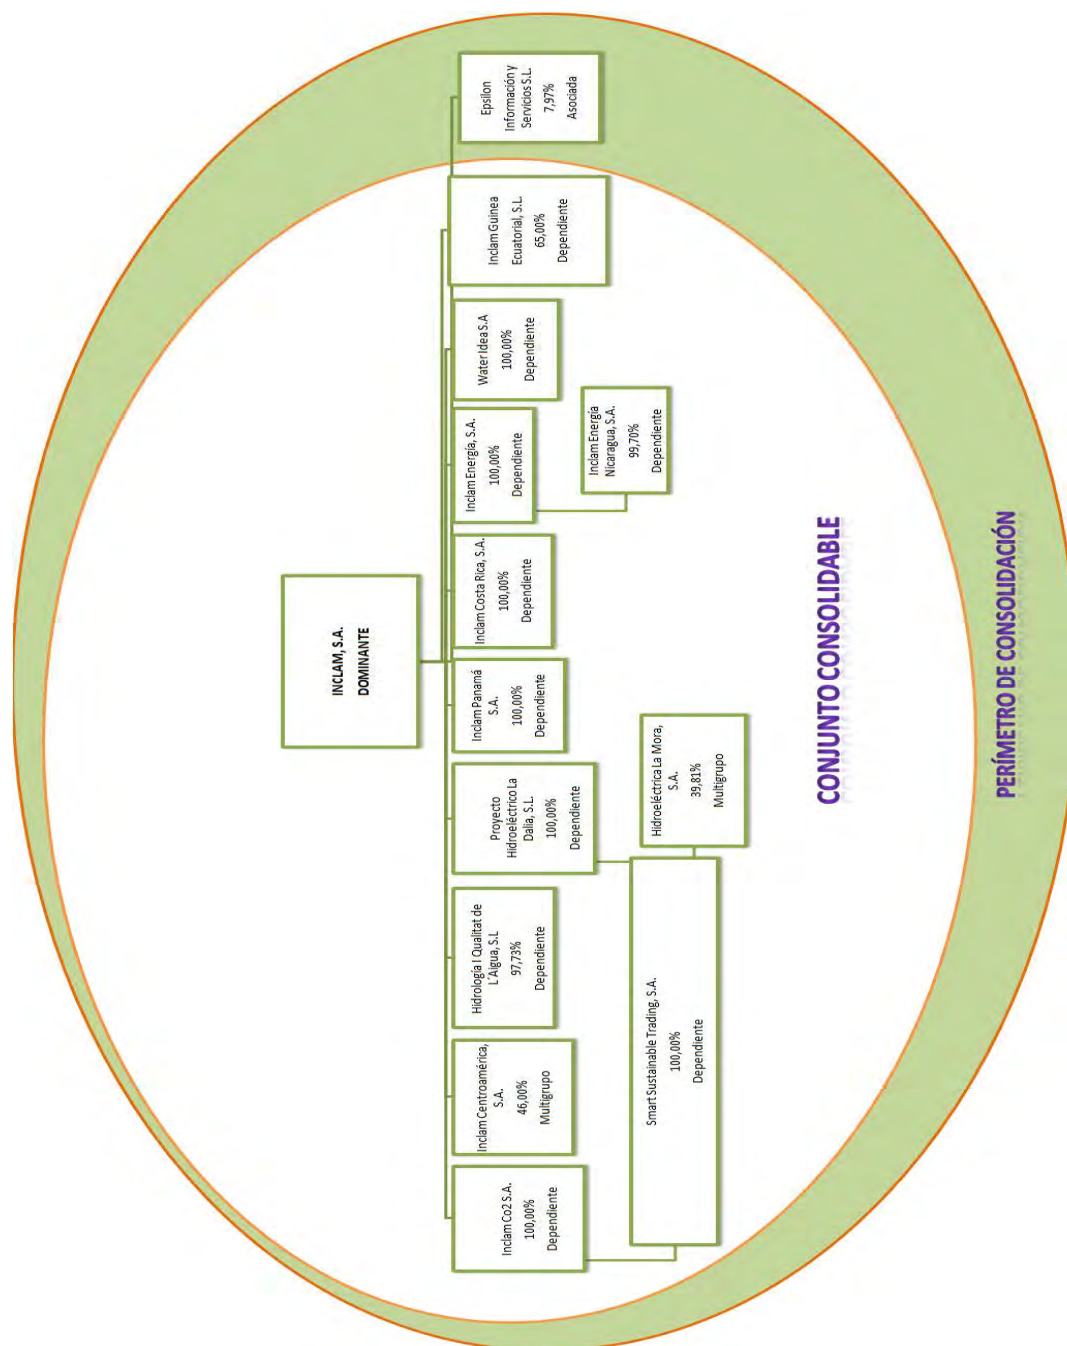 INCLAM, S.A.
DOMINANTE
Inclam Co2 S.A.
100,00%
Dependiente
Inclam Centroamérica,
S.A.
46,00%
Multigrupo
Hidrología I Qualitat de
L´Aigua, S.L
97,73%
Dependiente
Proyecto
Hidroeléctrico La
Dalia, S.L.
100,00%
Dependiente
Inclam Panamá
S.A.
100,00%
Dependiente
Inclam Costa Rica, S.A.
100,00%
Dependiente
Inclam Energía, S.A.
100,00%
Dependiente
Water Idea S.A
100,00%
Dependiente
Inclam Guinea
Ecuatorial, S.L.
65,00%
Dependiente
Epsilon
Información y
Servicios S.L.
7,97%
Asociada
Smart Sustainable Trading, S.A.
100,00%
Dependiente
Hidroeléctrica La Mora,
S.A.
39,81%
Multigrupo
Inclam Energía
Nicaragua, S.A.
99,70%
Dependiente
CONJUNTO CONSOLIDABLE
PERÍMETRO DE CONSOLIDACIÓN